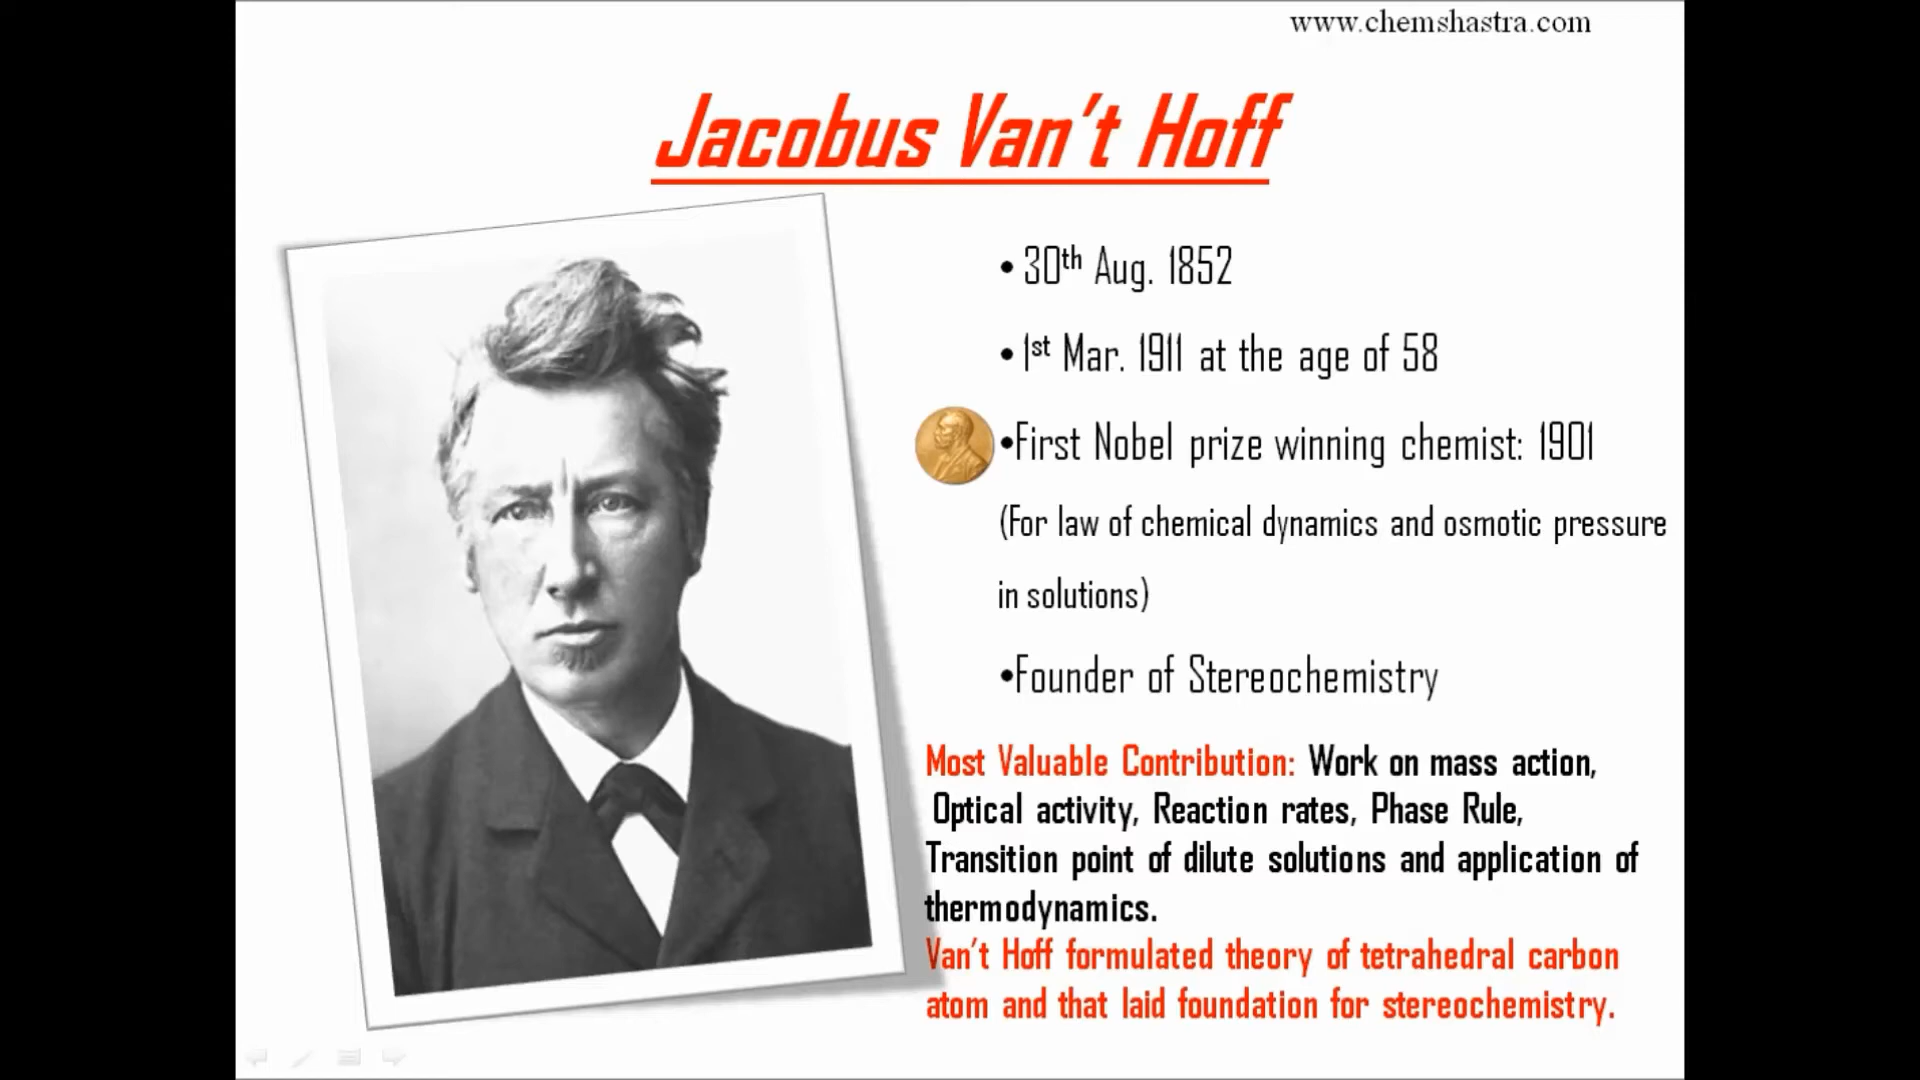 www.chemshastra.com
Jacobus Van't Hoff
• 30th Aug. 1852
• 1st Mar. 1911 at the age of 58
•First Nobel prize winning chemist: 1901
(For law of chemical dynamics and osmotic pressure
in solutions)
•Founder of Stereochemistry
Most Valuable Contribution: Work on mass action,
Optical activity, Reaction rates, Phase Rule,
Transition point of dilute solutions and application of
thermodynamics.
Van't Hoff formulated theory of tetrahedral carbon
atom and that laid foundation for stereochemistry.